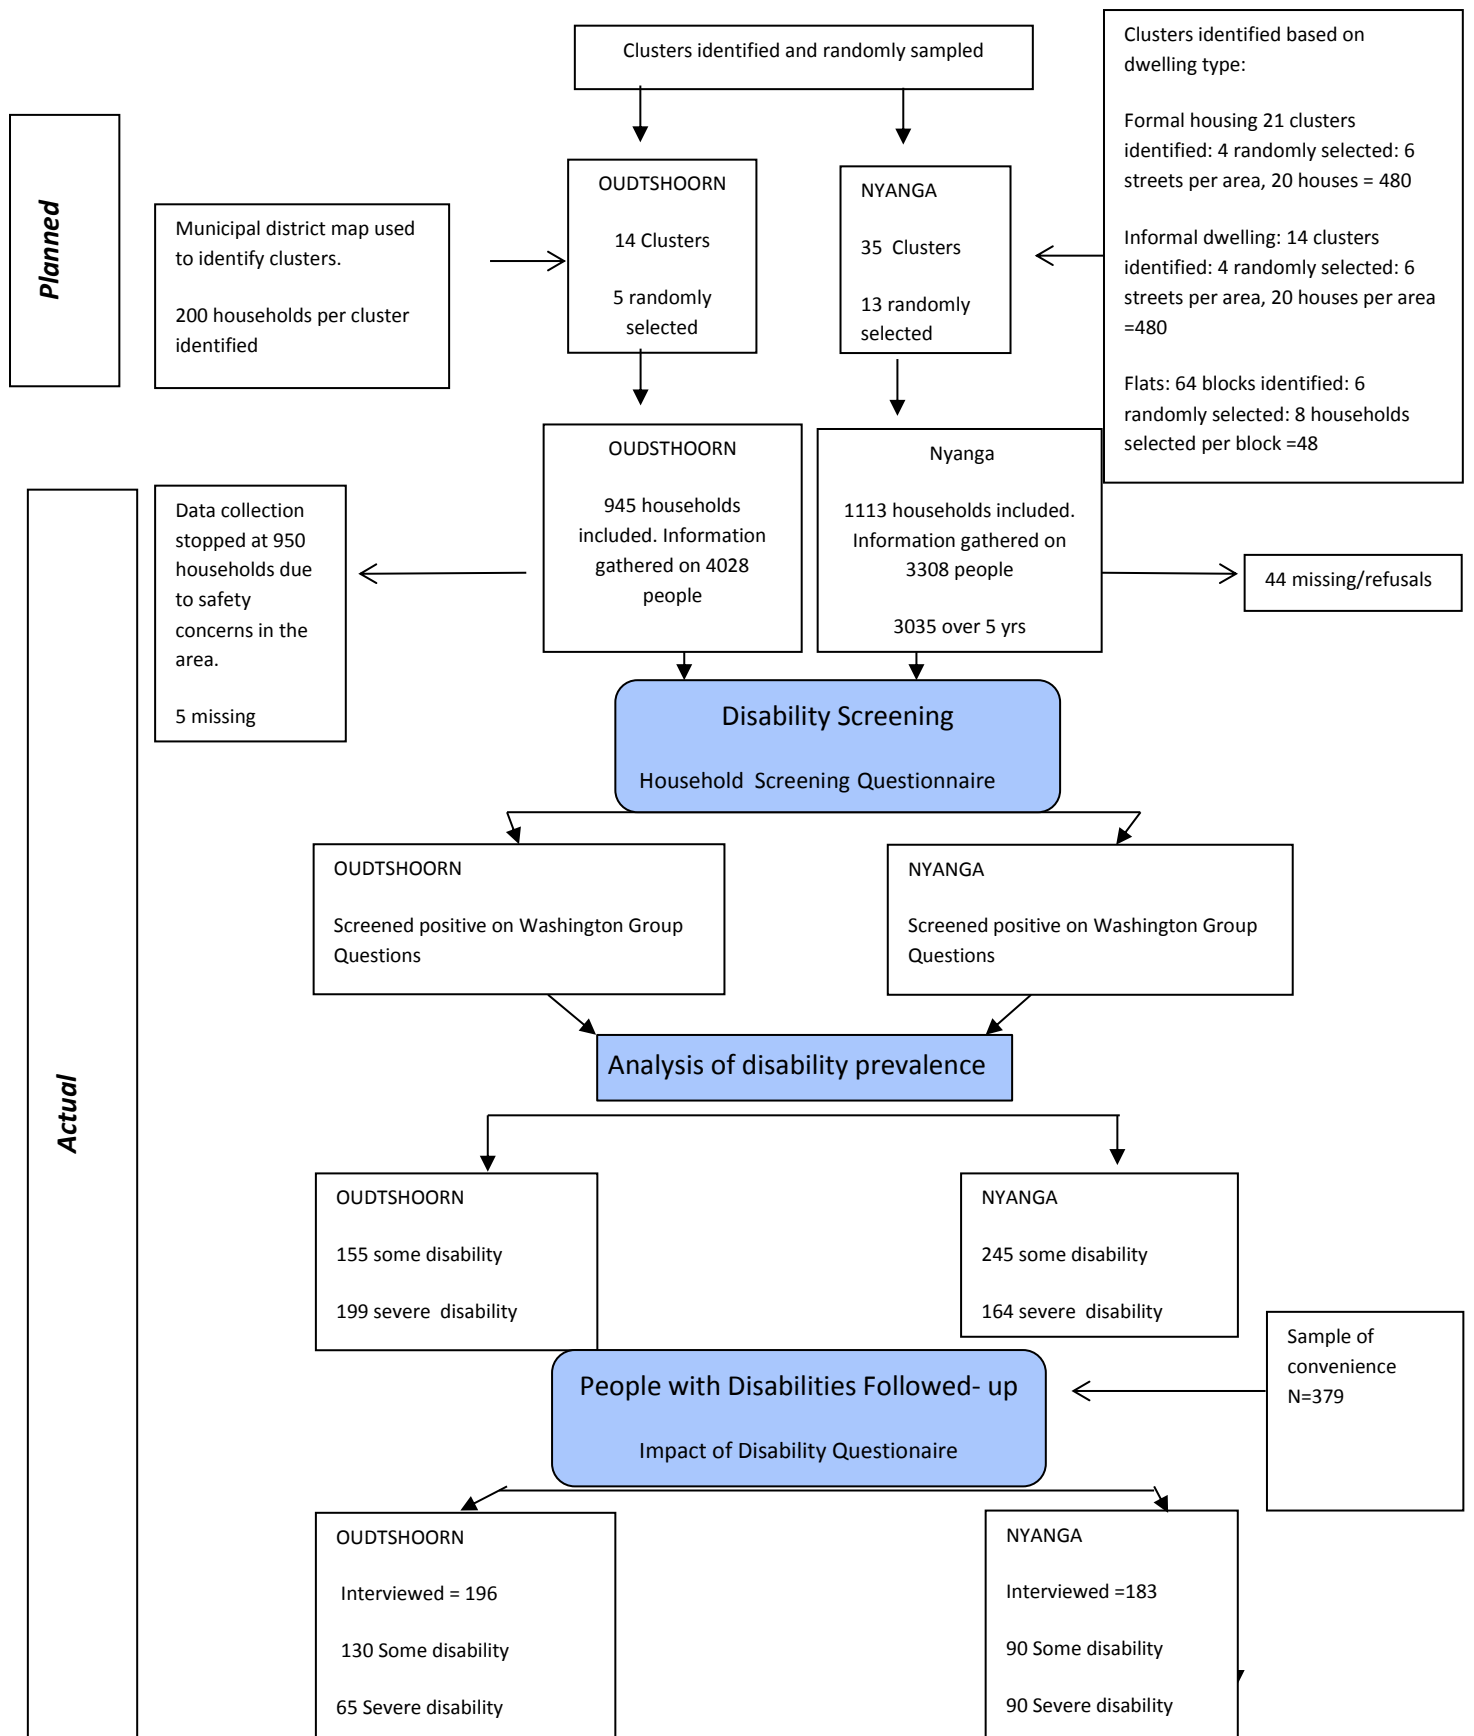 Clusters identified and randomly sampled
Clusters identified based on
dwelling type:
Formal housing 21 clusters
identified: 4 randomly selected: 6
streets per area, 20 houses = 480
Informal dwelling: 14 clusters
identified: 4 randomly selected: 6
streets per area, 20 houses per area
=480
Flats: 64 blocks identified: 6
randomly selected: 8 households
selected per block =48
Planned
Municipal district map used
to identify clusters.
200 households per cluster
identified
OUDTSHOORN
14 Clusters
5 randomly
selected
NYANGA
35 Clusters
13 randomly
selected
Actual
Data collection
stopped at 950
households due
to safety
concerns in the
area.
5 missing
OUDSTHOORN
945 households
included. Information
gathered on 4028
people
Nyanga
1113 households included.
Information gathered on
3308 people
3035 over 5 yrs
44 missing/refusals
Disability Screening
Household Screening Questionnaire
OUDTSHOORN
Screened positive on Washington Group
Questions
NYANGA
Screened positive on Washington Group
Questions
Analysis of disability prevalence
OUDTSHOORN
155 some disability
199 severe disability
NYANGA
245 some disability
164 severe disability
Sample of
convenience
N=379
People with Disabilities Followed- up
Impact of Disability Questionaire
OUDTSHOORN
Interviewed = 196
130 Some disability
65 Severe disability
NYANGA
Interviewed =183
90 Some disability
90 Severe disability